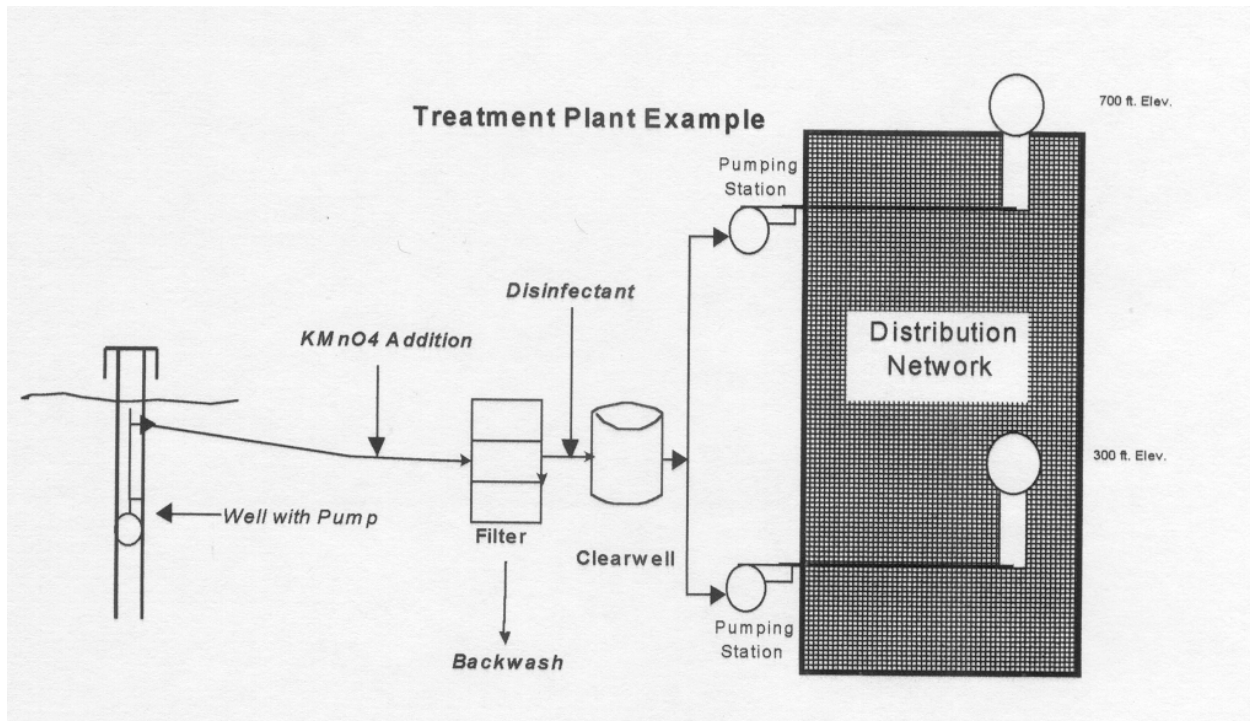 Treatment Plant Example
700 ft. Elev.
Pumping
Station
Disinfectant
KMnO4 Addition
Distribution
Network
300 ft. Elev.
Well with Pump
Filter
Clearwell
Pumping
Station
Backwash